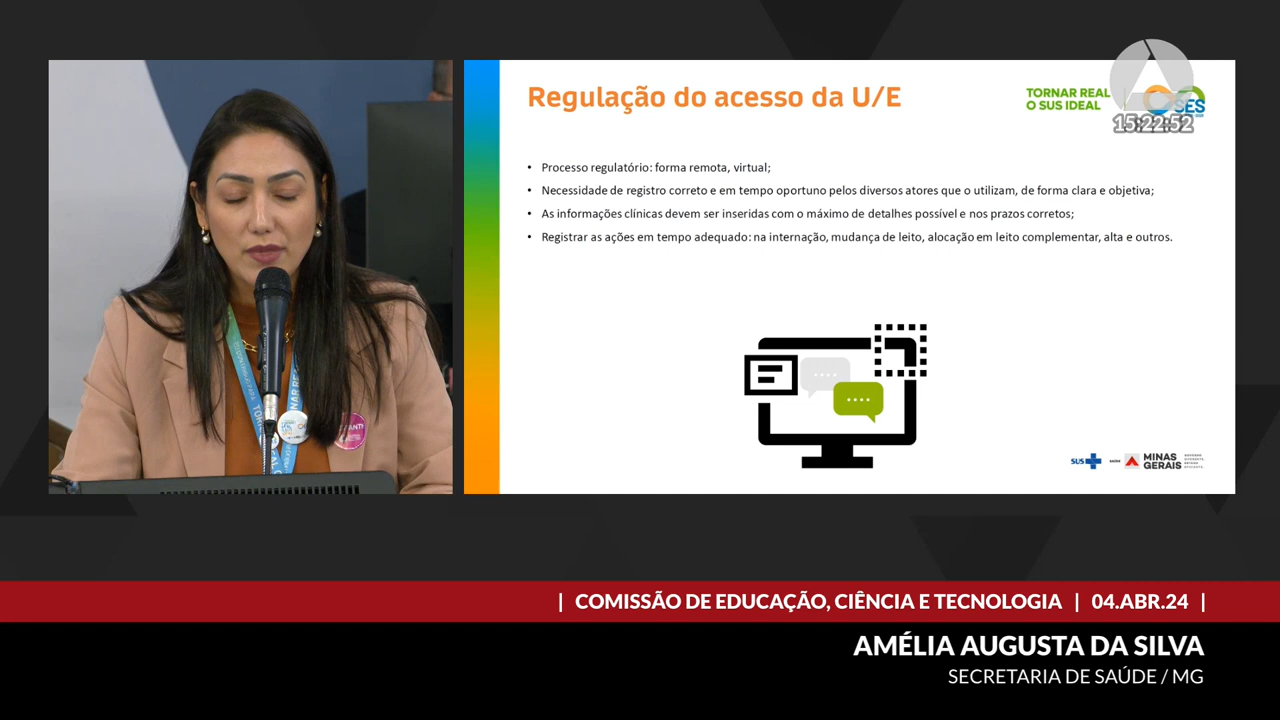 Regulação do acesso da U/E
TORNAR REAL
O SUS IDEAL
SES
15:22:52
• Processo regulatório: forma remota, virtual;
• Necessidade de registro correto e em tempo oportuno pelos diversos atores que o utilizam, de forma clara e objetiva;
• As informações clínicas devem ser inseridas com o máximo de detalhes possível e nos prazos corretos;
• Registrar as ações em tempo adequado: na internação, mudança de leito, alocação em leito complementar, alta e outros.
SUS
SAÚDE
MINAS
GERAIS
| COMISSÃO DE EDUCAÇÃO, CIÊNCIA E TECNOLOGIA | 04.ABR.24 |
AMÉLIA AUGUSTA DA SILVA
SECRETARIA DE SAÚDE / MG